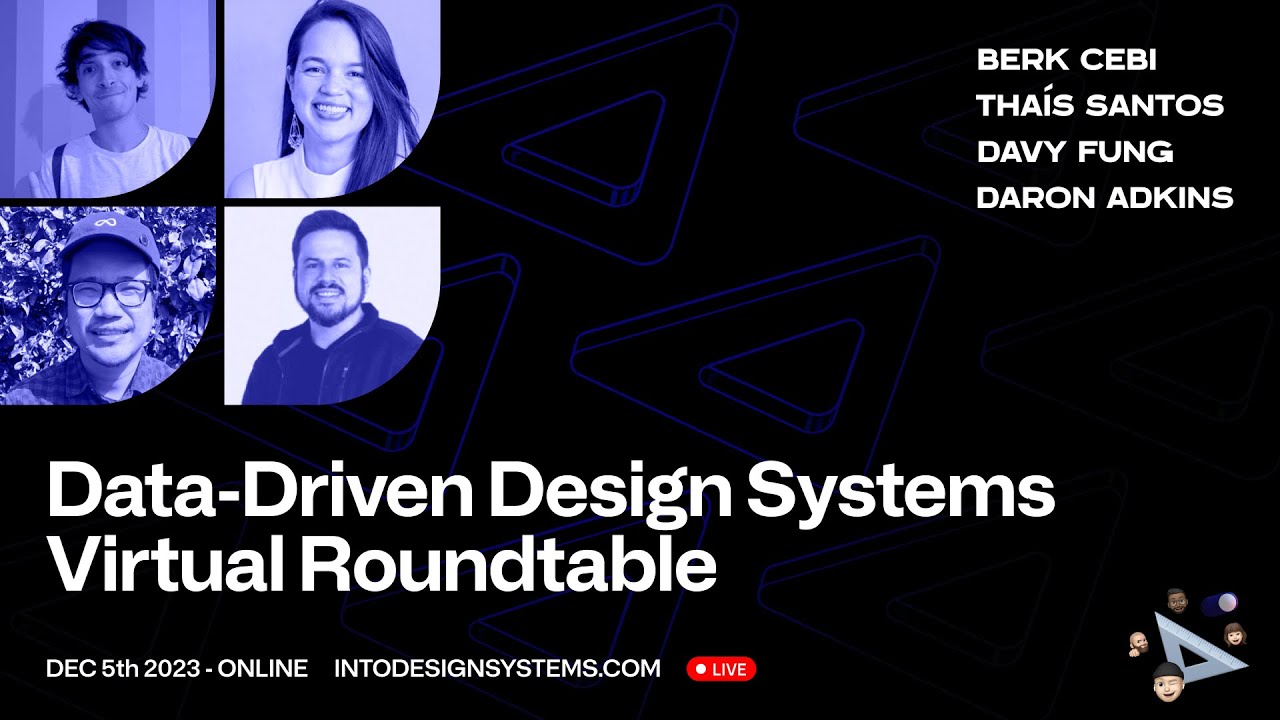 BERK CEBI
THAÍS SANTOS
DAVY FUNG
DARON ADKINS
Data-Driven Design Systems
Virtual Roundtable
DEC 5th 2023 - ONLINE INTODESIGNSYSTEMS.COM LIVE